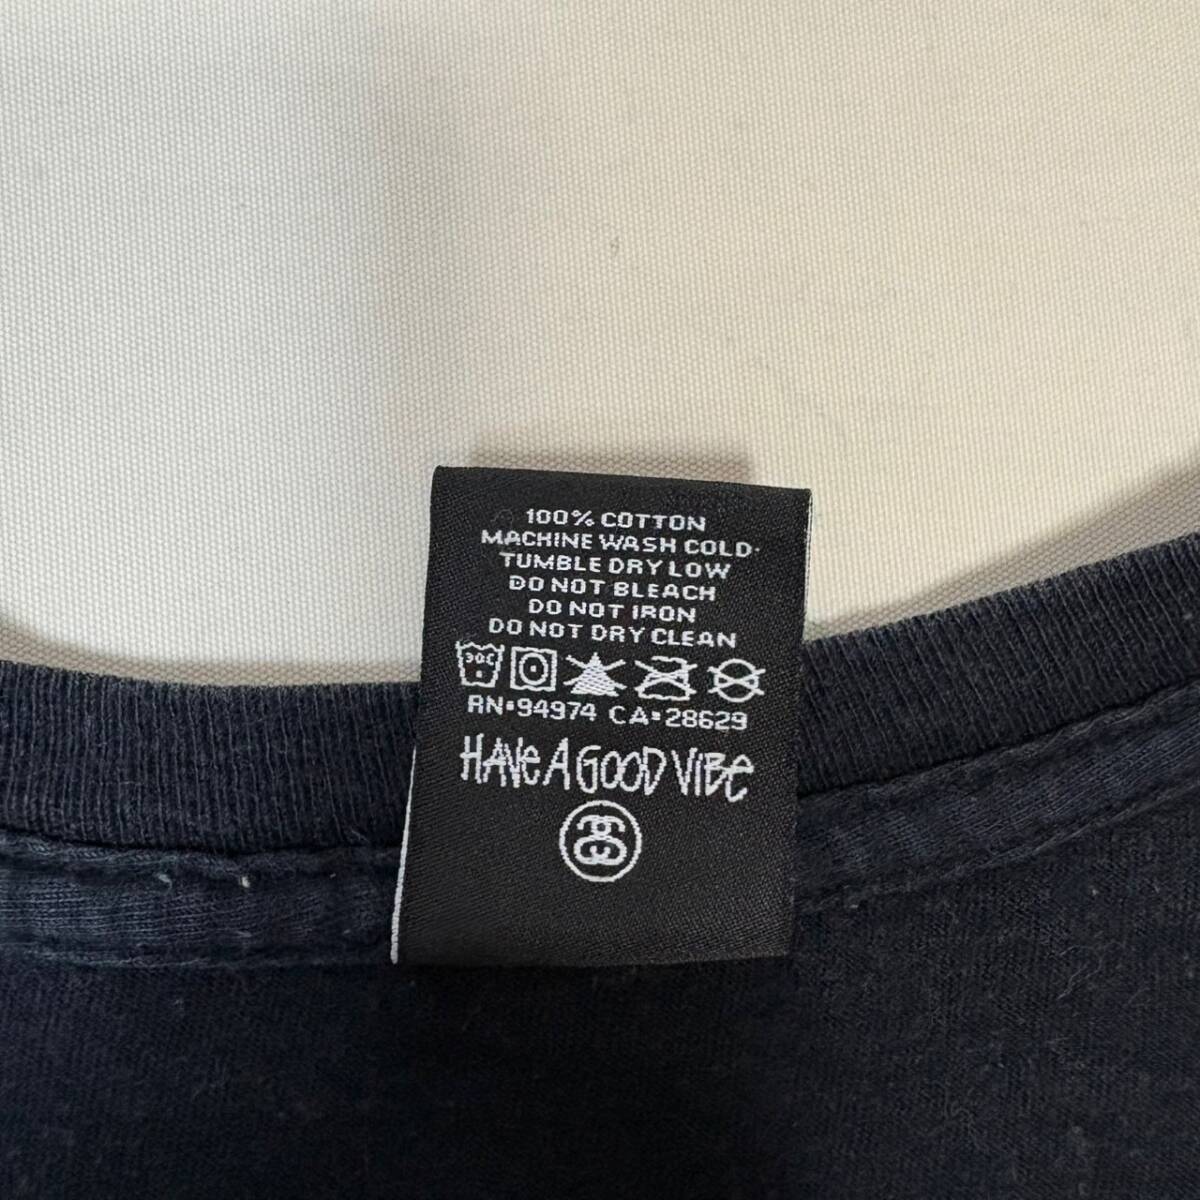 100% COTTON
MACHINE WASH COLD
TUMBLE DRY LOW
DO NOT BLEACH
DO NOT IRON
DO NOT DRY CLEAN
30C
RN•94974 CA•28629
HAVE A GOOD VIBE